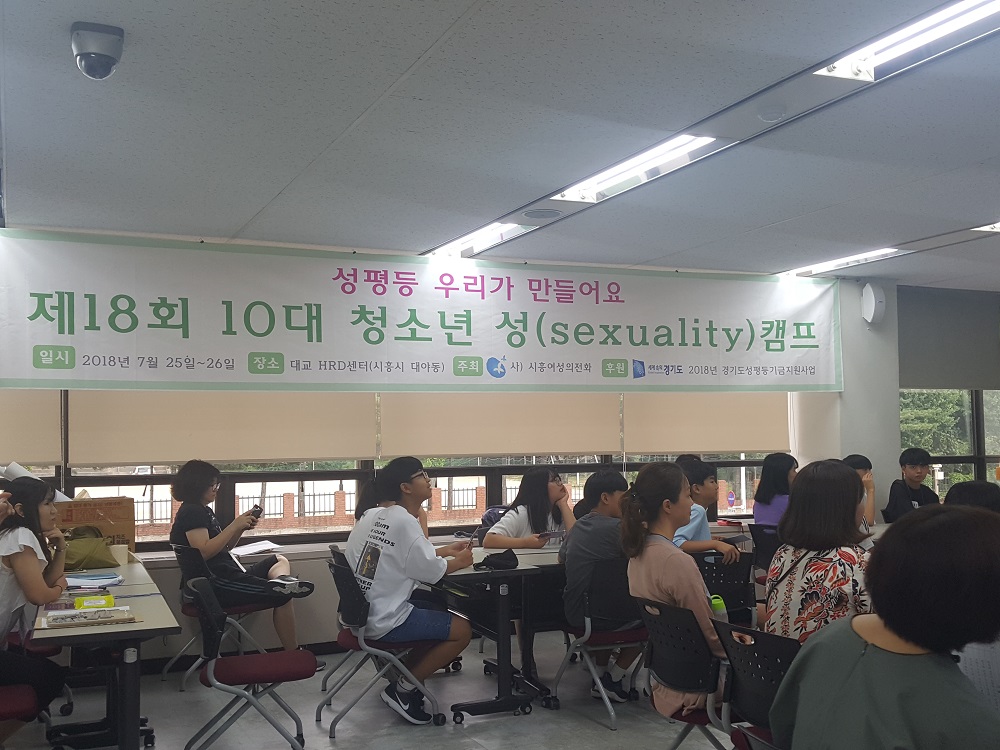 성평등 우리가 만들어요
제18회 10대 청소년 성(sexuality)캠프
일시 2018년 7월 25일~26일 장소 대교 HRD센터(시흥시 대야동) 주최 사) 시흥여성의전화 후원 경기도 2018년 경기도성평등기금지원사업